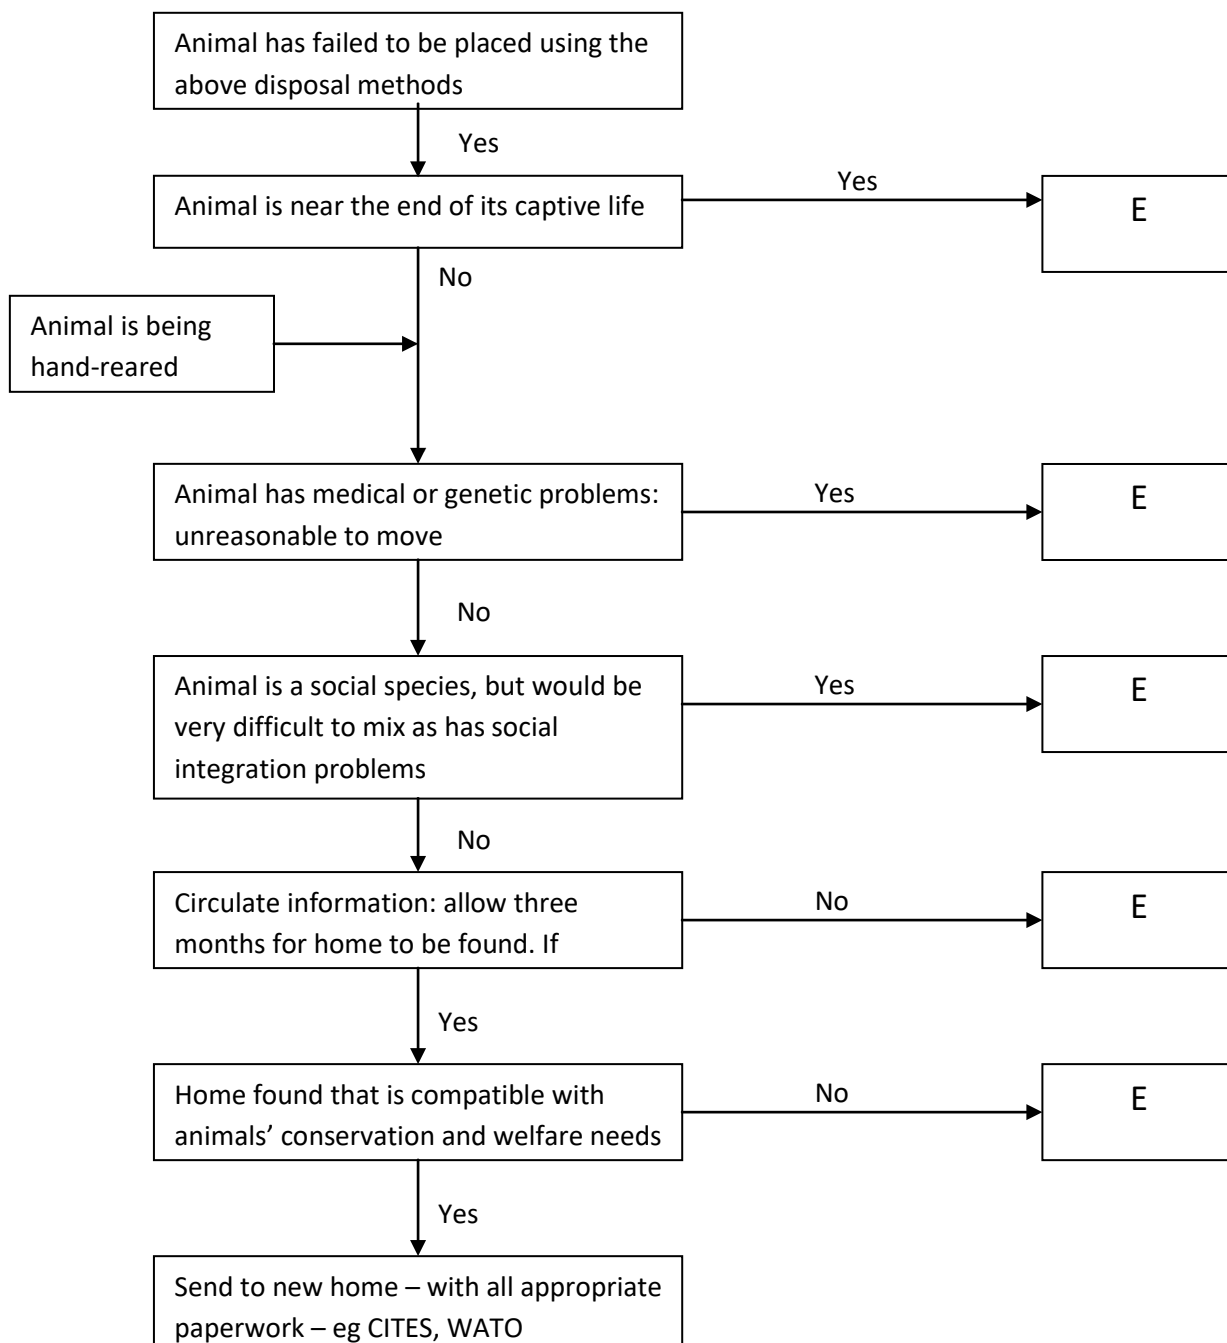 Animal has failed to be placed using the
above disposal methods
Yes
Animal is near the end of its captive life
Yes
E
No
Animal is being
hand-reared
Animal has medical or genetic problems:
unreasonable to move
Yes
E
No
Animal is a social species, but would be
very difficult to mix as has social
integration problems
Yes
E
No
Circulate information: allow three
months for home to be found. If
No
E
Yes
Home found that is compatible with
animals’ conservation and welfare needs
No
E
Yes
Send to new home – with all appropriate
paperwork – eg CITES, WATO